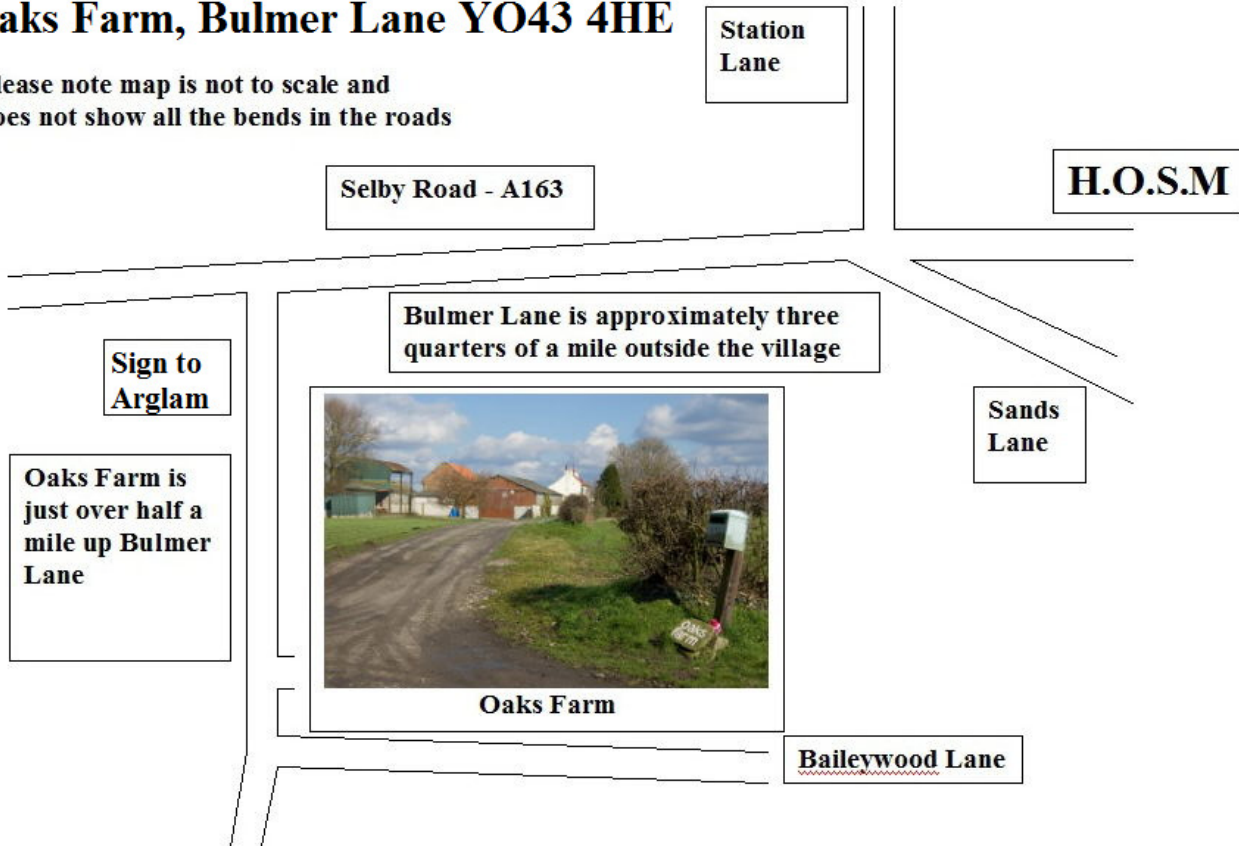 aks Farm, Bulmer Lane YO43 4HE
lease note map is not to scale and
oes not show all the bends in the roads
Station
Lane
H.O.S.M
Selby Road - A163
Bulmer Lane is approximately three
quarters of a mile outside the village
Sign to
Arglam
Sands
Lane
Oaks Farm is
just over half a
mile up Bulmer
Lane
Oaks
Farm
Oaks Farm
Baileywood Lane